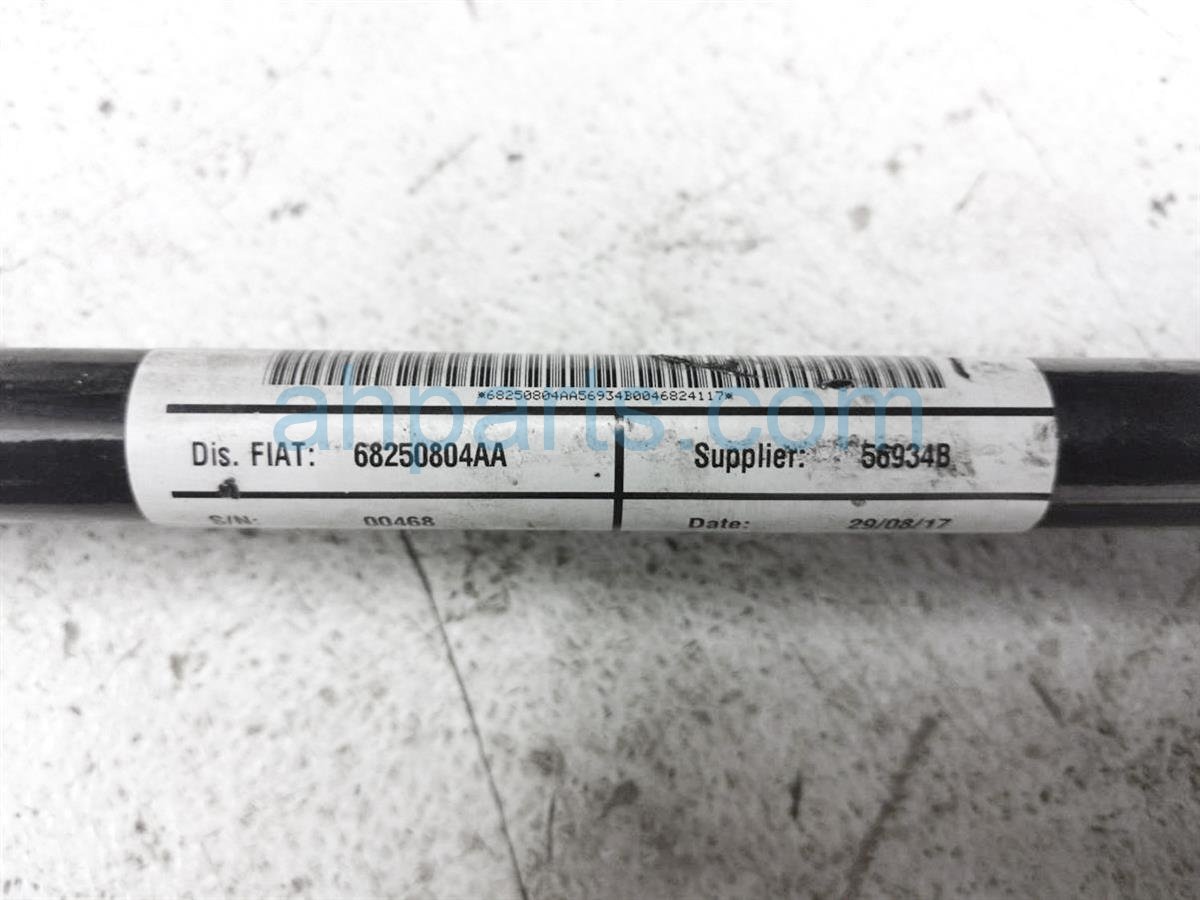 *68250804AA56934B0046824117*
ahparts.com
Dis. FIAT: 68250804AA Supplier: 56934B
S/N: 00468 Date: 29/08/17